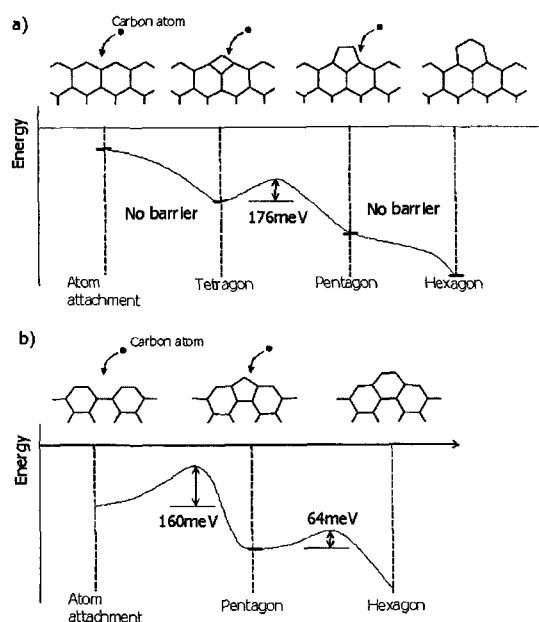 a)
Carbon atom
Energy
No barrier
176meV
No barrier
Atom
attachment
Tetragon
Pentagon
Hexagon
b)
Carbon atom
Energy
160meV
64meV
Atom
attachment
Pentagon
Hexagon